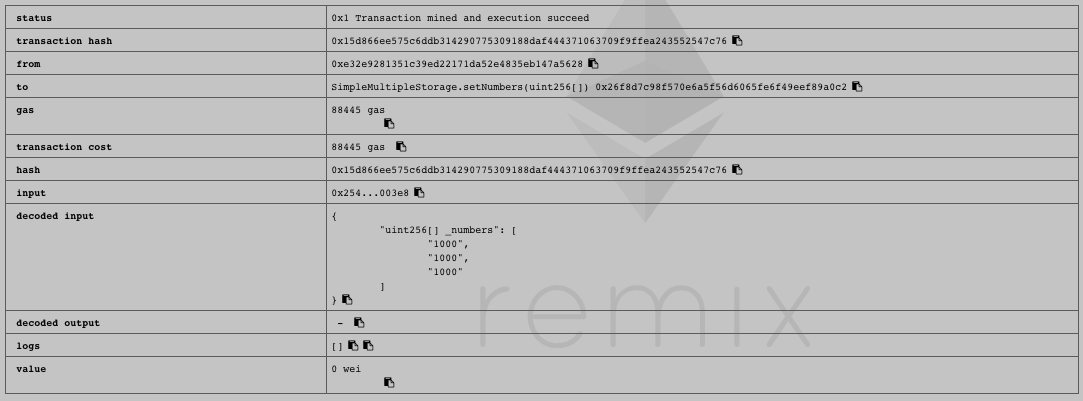 status 0x1 Transaction mined and execution succeed
transaction hash 0x15d866ee575c6ddb314290775309188daf444371063709f9ffea243552547c76
from 0xe32e9281351c39ed22171da52e4835eb147a5628
to SimpleMultipleStorage.setNumbers(uint256[]) 0x26f8d7c98f570e6a5f56d6065fe6f49eef89a0c2
gas 88445 gas
transaction cost 88445 gas
hash 0x15d866ee575c6ddb314290775309188daf444371063709f9ffea243552547c76
input 0x254...003e8
decoded input {
"uint256[] _numbers": [
"1000",
"1000",
"1000"
]
}
decoded output -
logs []
value 0 wei
remix